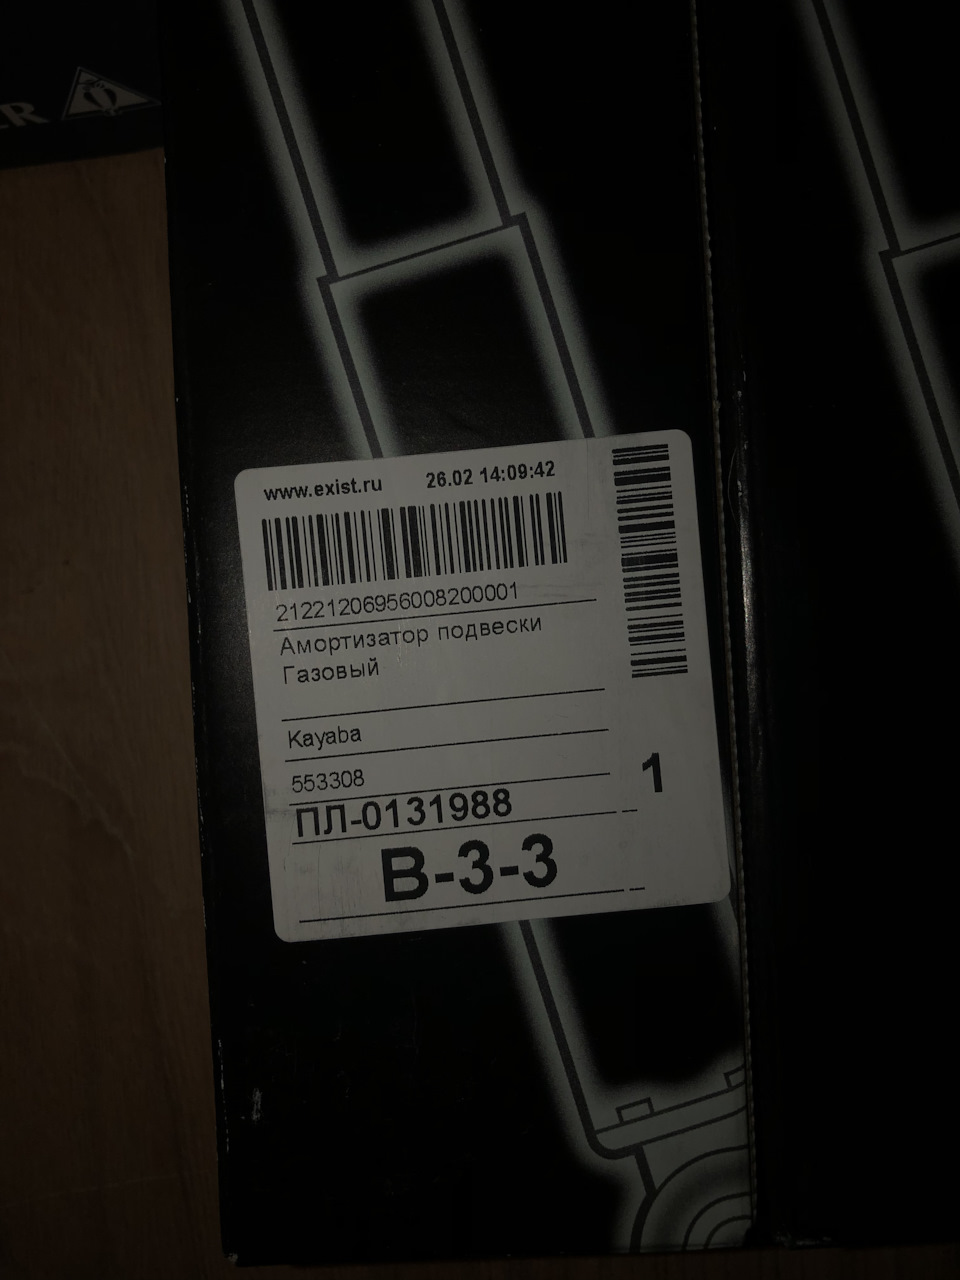 ER
www.exist.ru 26.02 14:09:42
21221206956008200001
Амортизатор подвески
Газовый
Kayaba
553308
1
ПЛ-0131988
В-3-3